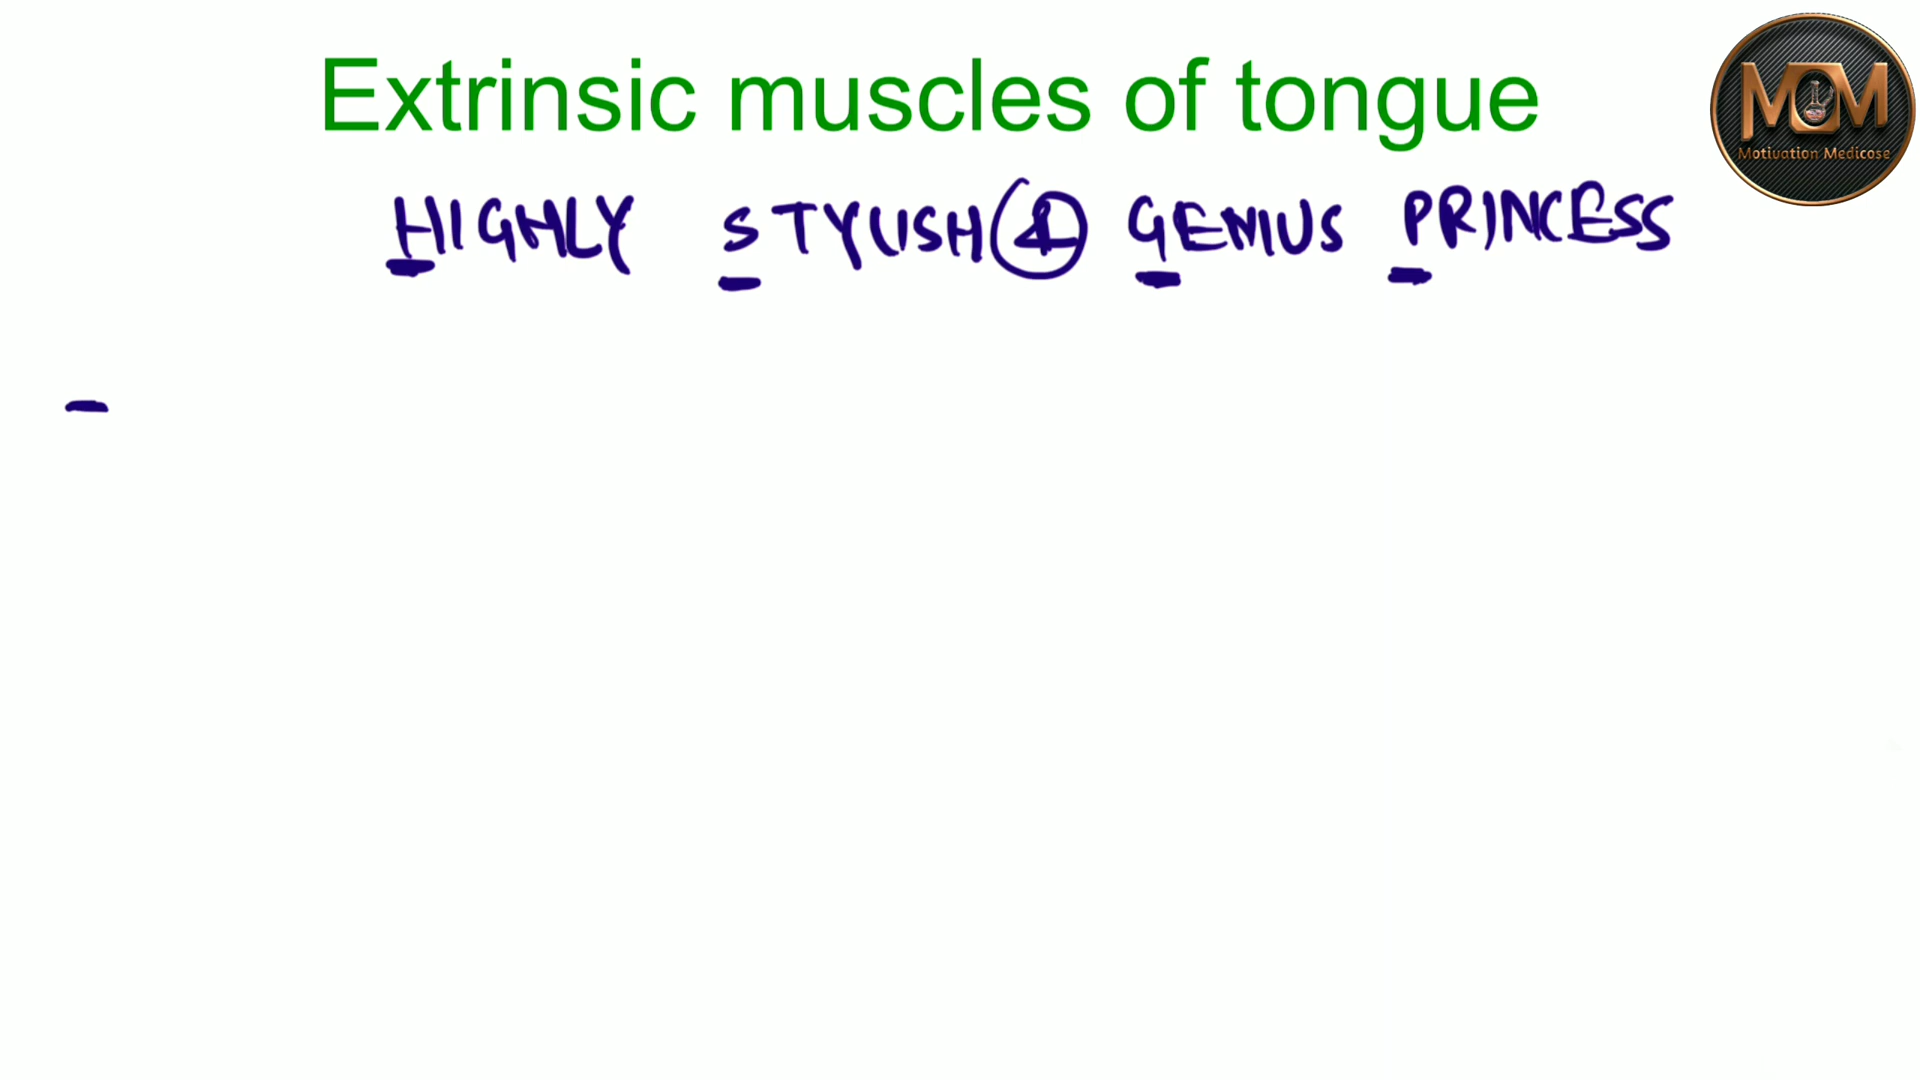 Extrinsic muscles of tongue
MOM
Motivation Medicose
HIGHLY STYLISH & GENIUS PRINCESS